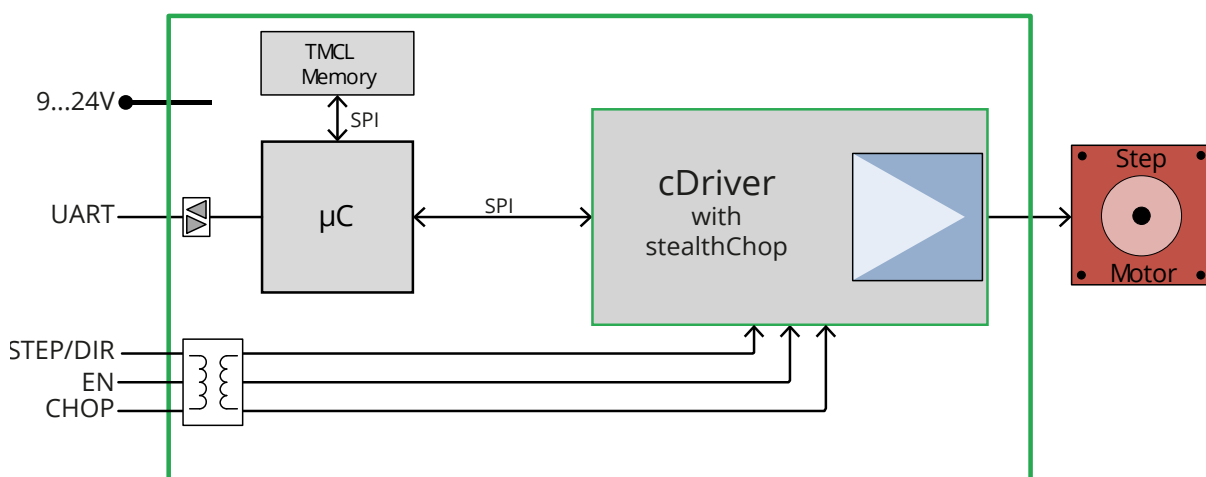 TMCL
Memory
9...24V
SPI
UART
µC
SPI
cDriver
with
stealthChop
Step
Motor
STEP/DIR
EN
CHOP